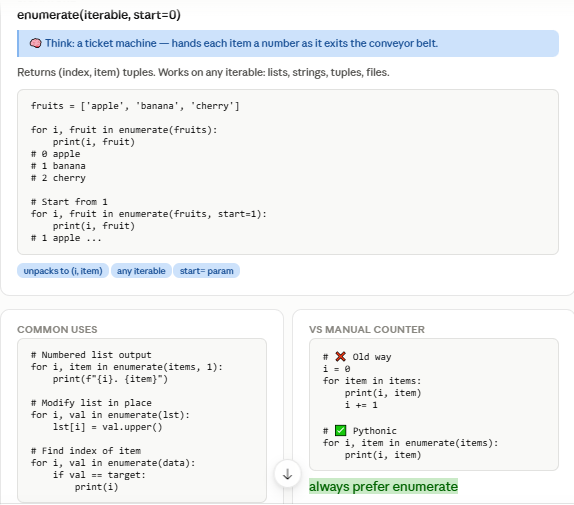 enumerate(iterable, start=0)
🧠 Think: a ticket machine — hands each item a number as it exits the conveyor belt.
Returns (index, item) tuples. Works on any iterable: lists, strings, tuples, files.
fruits = ['apple', 'banana', 'cherry']
for i, fruit in enumerate(fruits):
    print(i, fruit)
# 0 apple
# 1 banana
# 2 cherry
# Start from 1
for i, fruit in enumerate(fruits, start=1):
    print(i, fruit)
# 1 apple ...
unpacks to (i, item) any iterable start= param
COMMON USES
# Numbered list output
for i, item in enumerate(items, 1):
    print(f"{i}. {item}")
# Modify list in place
for i, val in enumerate(lst):
    lst[i] = val.upper()
# Find index of item
for i, val in enumerate(data):
    if val == target:
        print(i)
VS MANUAL COUNTER
# ❌ Old way
i = 0
for item in items:
    print(i, item)
    i += 1
# ✅ Pythonic
for i, item in enumerate(items):
    print(i, item)
always prefer enumerate